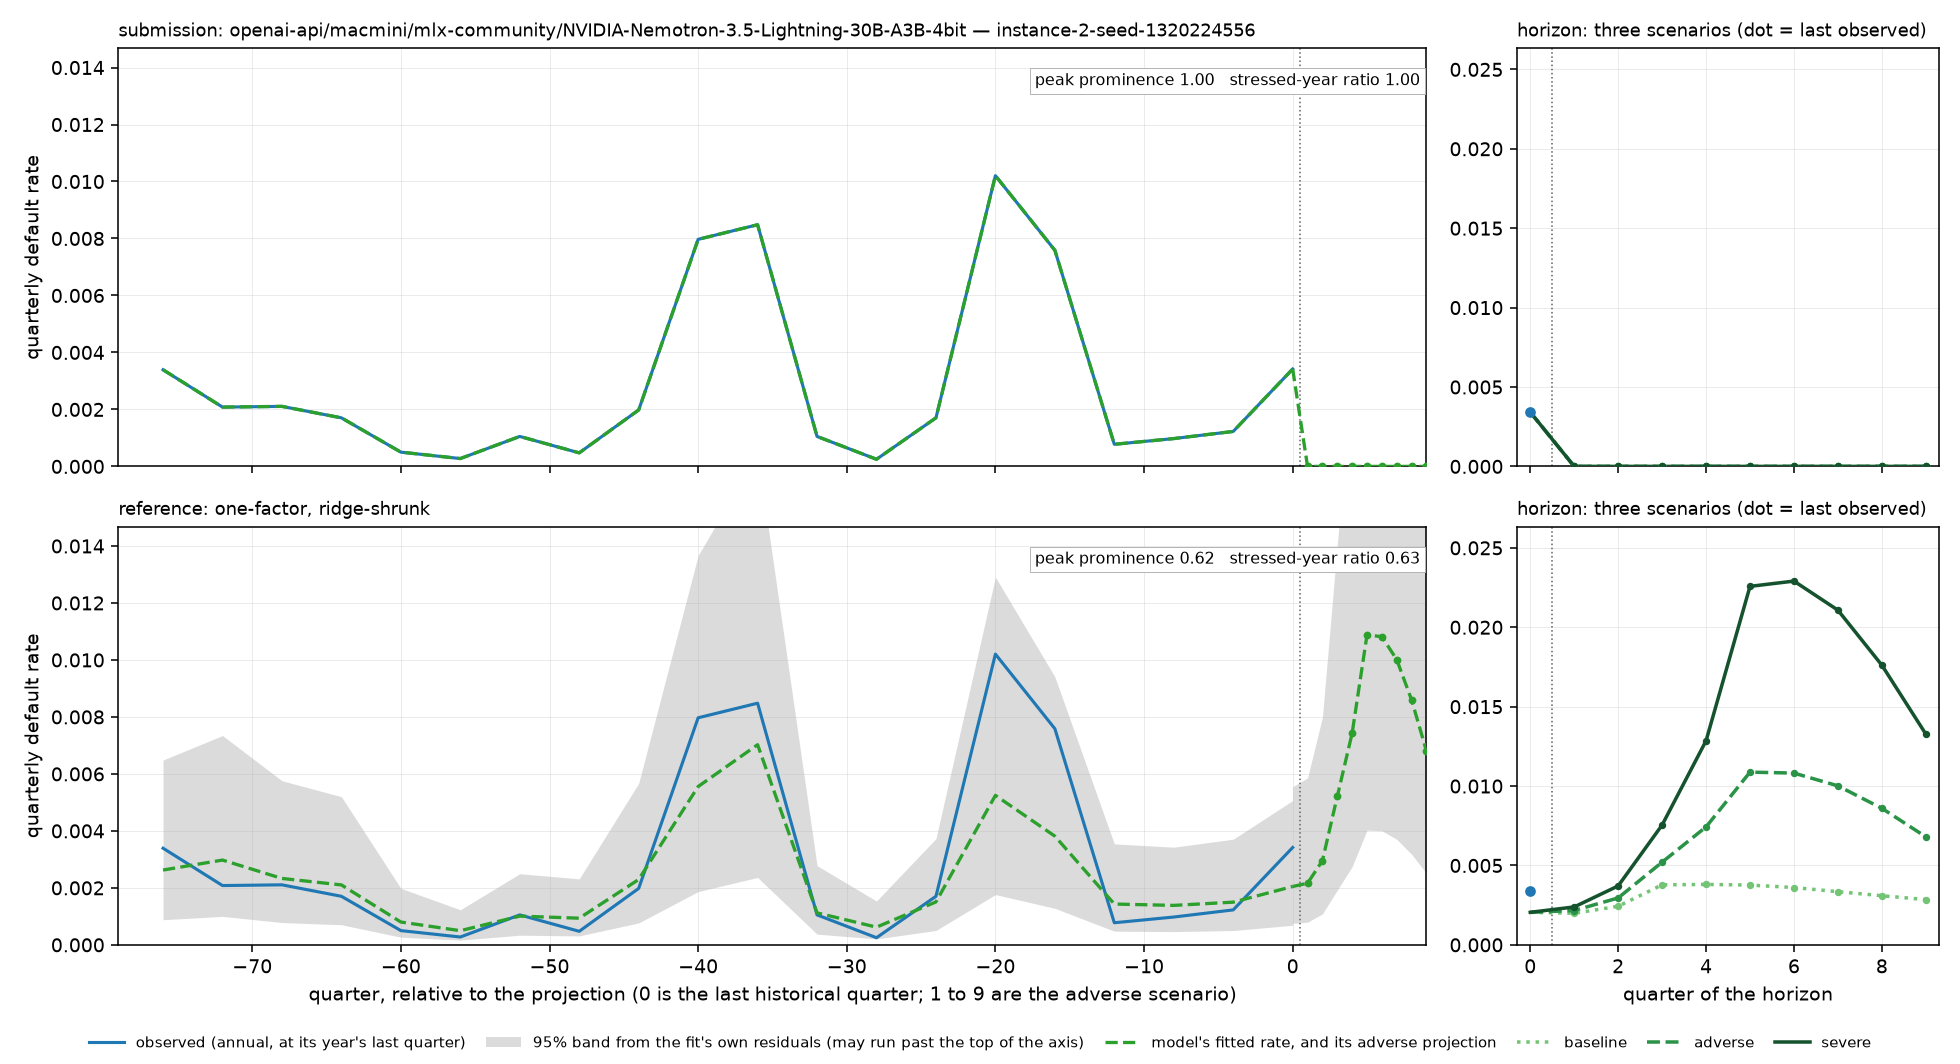 submission: openai-api/macmini/mlx-community/NVIDIA-Nemotron-3.5-Lightning-30B-A3B-4bit — instance-2-seed-1320224556
horizon: three scenarios (dot = last observed)
peak prominence 1.00 stressed-year ratio 1.00
quarterly default rate
0.014
0.012
0.010
0.008
0.006
0.004
0.002
0.000
0.025
0.020
0.015
0.010
0.005
0.000
reference: one-factor, ridge-shrunk
horizon: three scenarios (dot = last observed)
peak prominence 0.62 stressed-year ratio 0.63
quarterly default rate
0.014
0.012
0.010
0.008
0.006
0.004
0.002
0.000
−70 −60 −50 −40 −30 −20 −10 0
quarter, relative to the projection (0 is the last historical quarter; 1 to 9 are the adverse scenario)
0.025
0.020
0.015
0.010
0.005
0.000
0 2 4 6 8
quarter of the horizon
observed (annual, at its year's last quarter) 95% band from the fit's own residuals (may run past the top of the axis) model's fitted rate, and its adverse projection baseline adverse severe